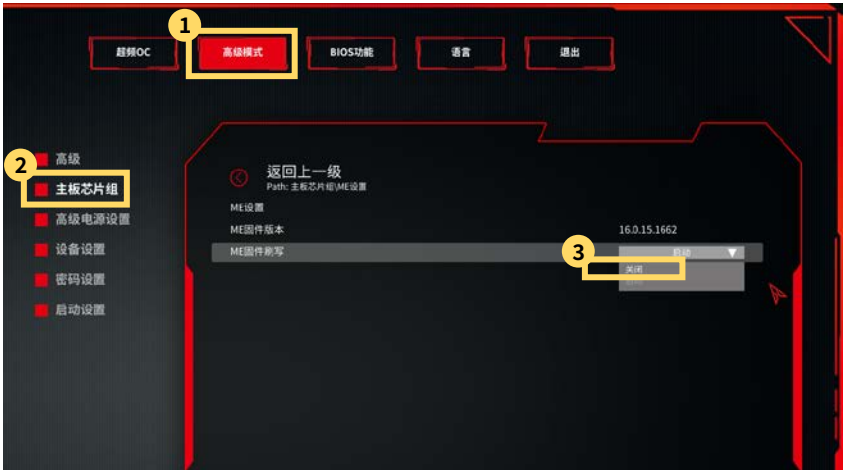 1
超频OC 高级模式 BIOS功能 语言 退出
高级
2
主板芯片组
高级电源设置
设备设置
密码设置
启动设置
返回上一级
Path: 主板芯片组\ME设置
ME设置
ME固件版本 16.0.15.1662
ME固件刷写 启动
3
关闭